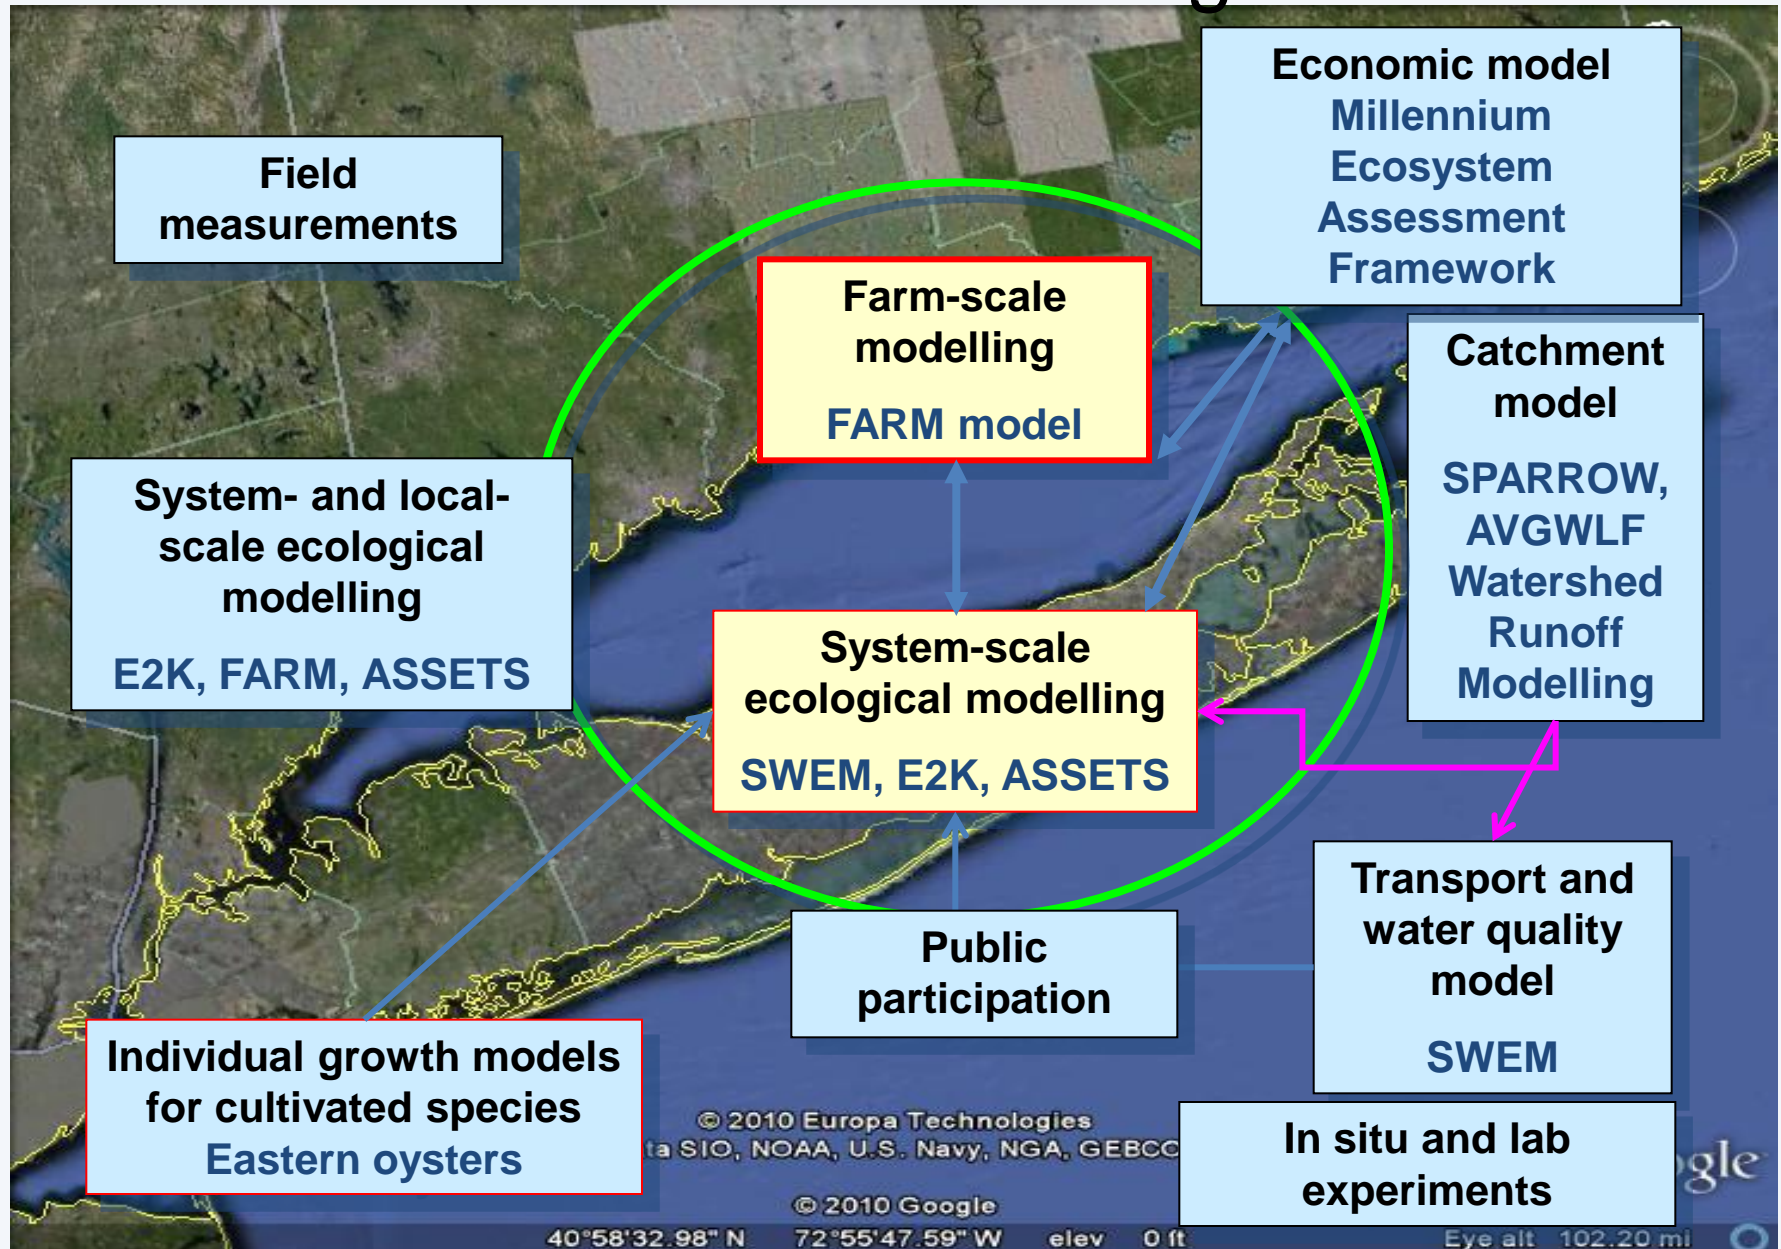 Economic model
Millennium
Ecosystem
Assessment
Framework
Field
measurements
Farm-scale
modelling
FARM model
Catchment
model
SPARROW,
AVGWLF
Watershed
Runoff
Modelling
System- and local-
scale ecological
modelling
E2K, FARM, ASSETS
System-scale
ecological modelling
SWEM, E2K, ASSETS
Transport and
water quality
model
SWEM
Public
participation
Individual growth models
for cultivated species
Eastern oysters
In situ and lab
experiments
© 2010 Europa Technologies
SIO, NOAA, U.S. Navy, NGA, GEBCO
© 2010 Google
40°58'32.98" N 72°55'47.59" W elev 0 ft Eye alt 102.20 mi